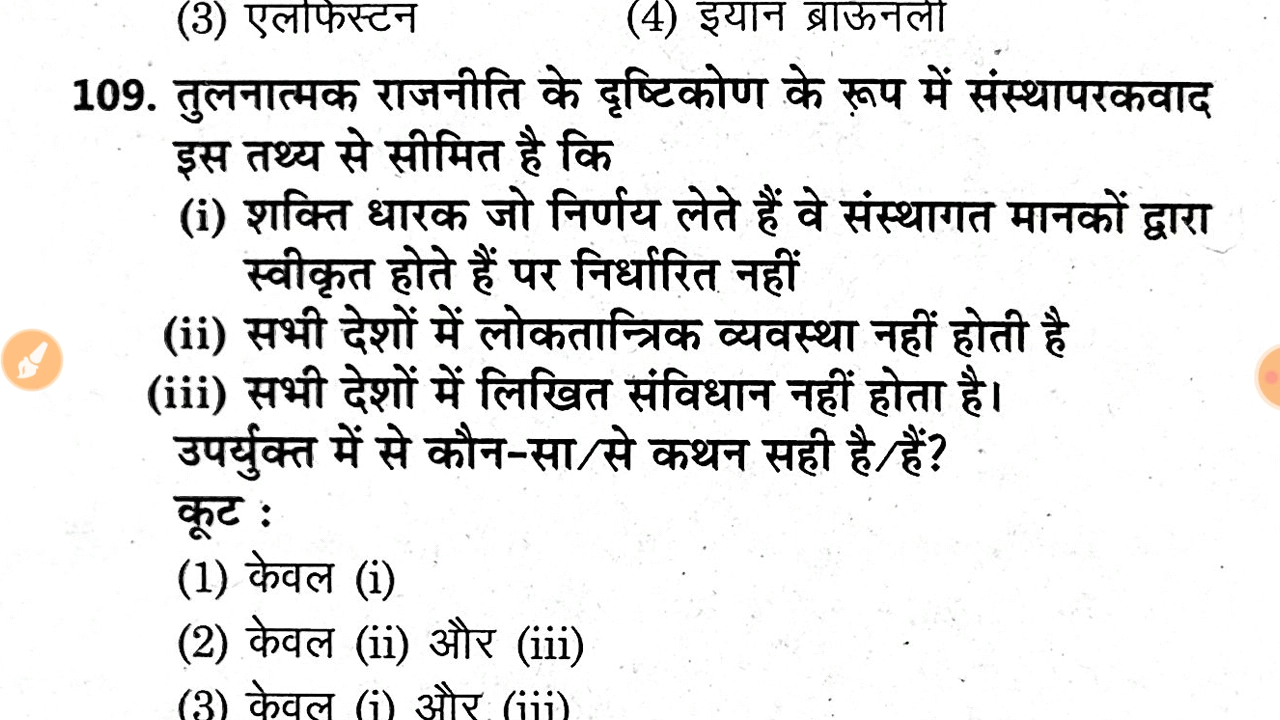 (3) एलफिंस्टन (4) इयान ब्राऊनली
109. तुलनात्मक राजनीति के दृष्टिकोण के रूप में संस्थापरकवाद
इस तथ्य से सीमित है कि
(i) शक्ति धारक जो निर्णय लेते हैं वे संस्थागत मानकों द्वारा
स्वीकृत होते हैं पर निर्धारित नहीं
(ii) सभी देशों में लोकतान्त्रिक व्यवस्था नहीं होती है
(iii) सभी देशों में लिखित संविधान नहीं होता है।
उपर्युक्त में से कौन-सा/से कथन सही है/हैं?
कूट :
(1) केवल (i)
(2) केवल (ii) और (iii)
(3) केवल (i) और (iii)